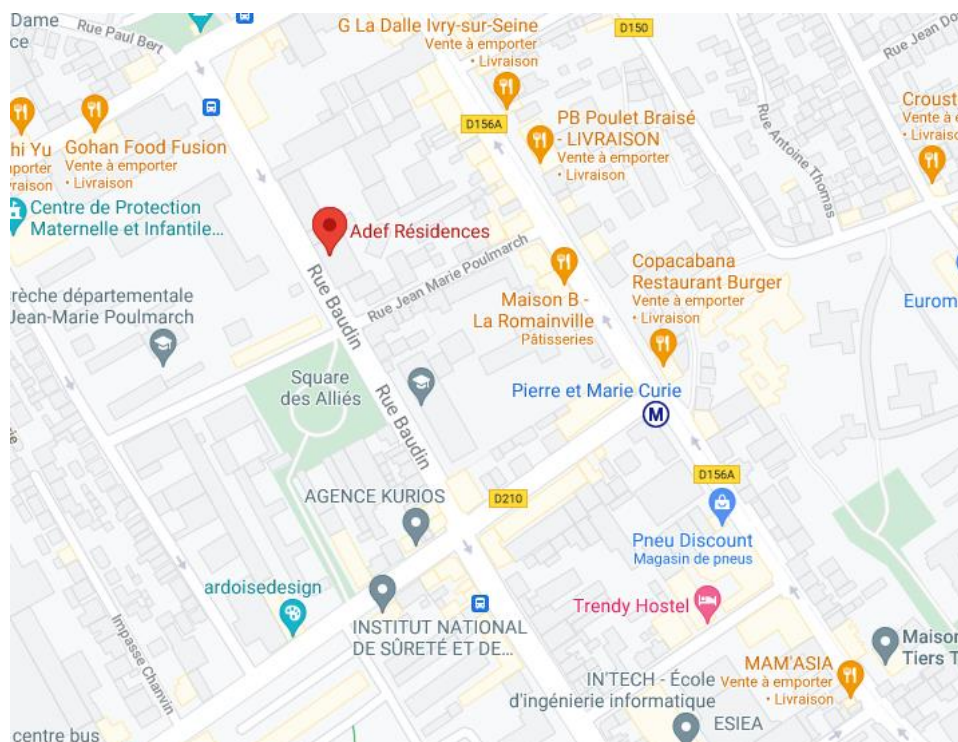 Dame
ce
Rue Paul Bert
G La Dalle Ivry-sur-Seine
Vente à emporter
• Livraison
D150
Rue Jean Do
hi Yu
porter
vraison
Gohan Food Fusion
Vente à emporter
• Livraison
D156A
PB Poulet Braisé
- LIVRAISON
Vente à emporter
• Livraison
Rue Antoine Thomas
Croust
Vente à e
• Livraiso
Centre de Protection
Maternelle et Infantile...
Adef Résidences
Rue Jean Marie Poulmarch
Rue Baudin
Copacabana
Restaurant Burger
Vente à emporter
• Livraison
Maison B -
La Romainville
Pâtisseries
Eurom
rèche départementale
Jean-Marie Poulmarch
Square
des Alliés
Rue Baudin
Pierre et Marie Curie
M
D156A
AGENCE KURIOS
D210
Pneu Discount
Magasin de pneus
ardoisedesign
INSTITUT NATIONAL
DE SÛRETÉ ET DE...
Trendy Hostel
Impasse Chanvin
Maison
Tiers T
MAM'ASIA
Vente à emporter
• Livraison
IN'TECH - École
d'ingénierie informatique
ESIEA
centre bus